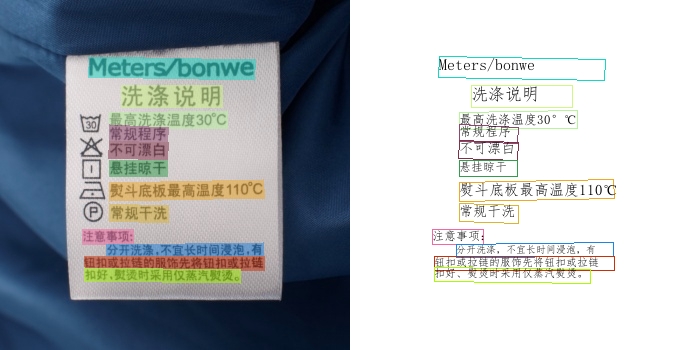 Meters/bonwe
洗涤说明
30 最高洗涤温度30°C
常规程序
不可漂白
悬挂晾干
熨斗底板最高温度110°C
P 常规干洗
注意事项:
分开洗涤,不宜长时间浸泡,有
钮扣或拉链的服饰先将钮扣或拉链
扣好,熨烫时采用仅蒸汽熨烫。
Meters/bonwe
洗涤说明
最高洗涤温度30°℃
常规程序
不可漂白
悬挂晾干
熨斗底板最高温度110℃
常规干洗
注意事项:
分开洗涤，不宜长时间浸泡，有
钮扣或拉链的服饰先将钮扣或拉链
扣好、熨烫时采用仅蒸汽熨烫。